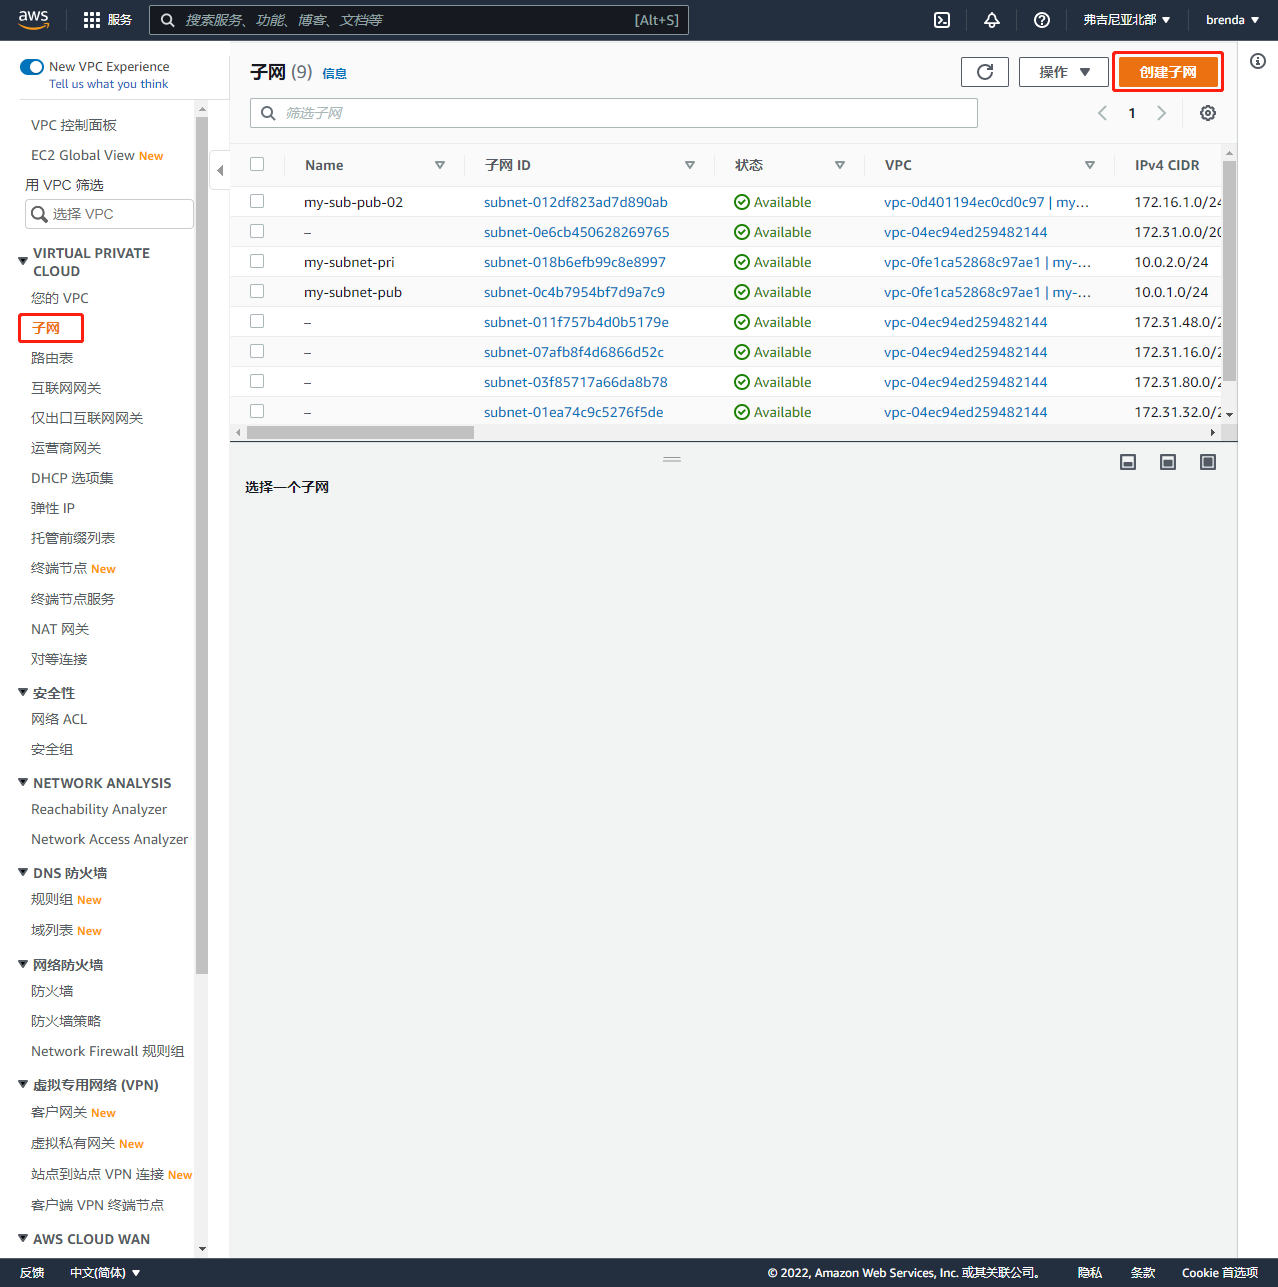 aws
服务
搜索服务、功能、博客、文档等
[Alt+S]
弗吉尼亚北部
brenda
New VPC Experience
Tell us what you think
VPC 控制面板
EC2 Global View New
用 VPC 筛选
选择 VPC
VIRTUAL PRIVATE
CLOUD
您的 VPC
子网
路由表
互联网网关
仅出口互联网网关
运营商网关
DHCP 选项集
弹性 IP
托管前缀列表
终端节点 New
终端节点服务
NAT 网关
对等连接
安全性
网络 ACL
安全组
NETWORK ANALYSIS
Reachability Analyzer
Network Access Analyzer
DNS 防火墙
规则组 New
域列表 New
网络防火墙
防火墙
防火墙策略
Network Firewall 规则组
虚拟专用网络 (VPN)
客户网关 New
虚拟私有网关 New
站点到站点 VPN 连接 New
客户端 VPN 终端节点
AWS CLOUD WAN
子网 (9) 信息
操作
创建子网
筛选子网
1
Name 子网 ID 状态 VPC IPv4 CIDR
my-sub-pub-02 subnet-012df823ad7d890ab Available vpc-0d401194ec0cd0c97 | my... 172.16.1.0/24
– subnet-0e6cb450628269765 Available vpc-04ec94ed259482144 172.31.0.0/20
my-subnet-pri subnet-018b6efb99c8e8997 Available vpc-0fe1ca52868c97ae1 | my-... 10.0.2.0/24
my-subnet-pub subnet-0c4b7954bf7d9a7c9 Available vpc-0fe1ca52868c97ae1 | my-... 10.0.1.0/24
– subnet-011f757b4d0b5179e Available vpc-04ec94ed259482144 172.31.48.0/2
– subnet-07afb8f4d6866d52c Available vpc-04ec94ed259482144 172.31.16.0/2
– subnet-03f85717a66da8b78 Available vpc-04ec94ed259482144 172.31.80.0/2
– subnet-01ea74c9c5276f5de Available vpc-04ec94ed259482144 172.31.32.0/2
选择一个子网
反馈
中文(简体)
© 2022, Amazon Web Services, Inc. 或其关联公司。
隐私
条款
Cookie 首选项